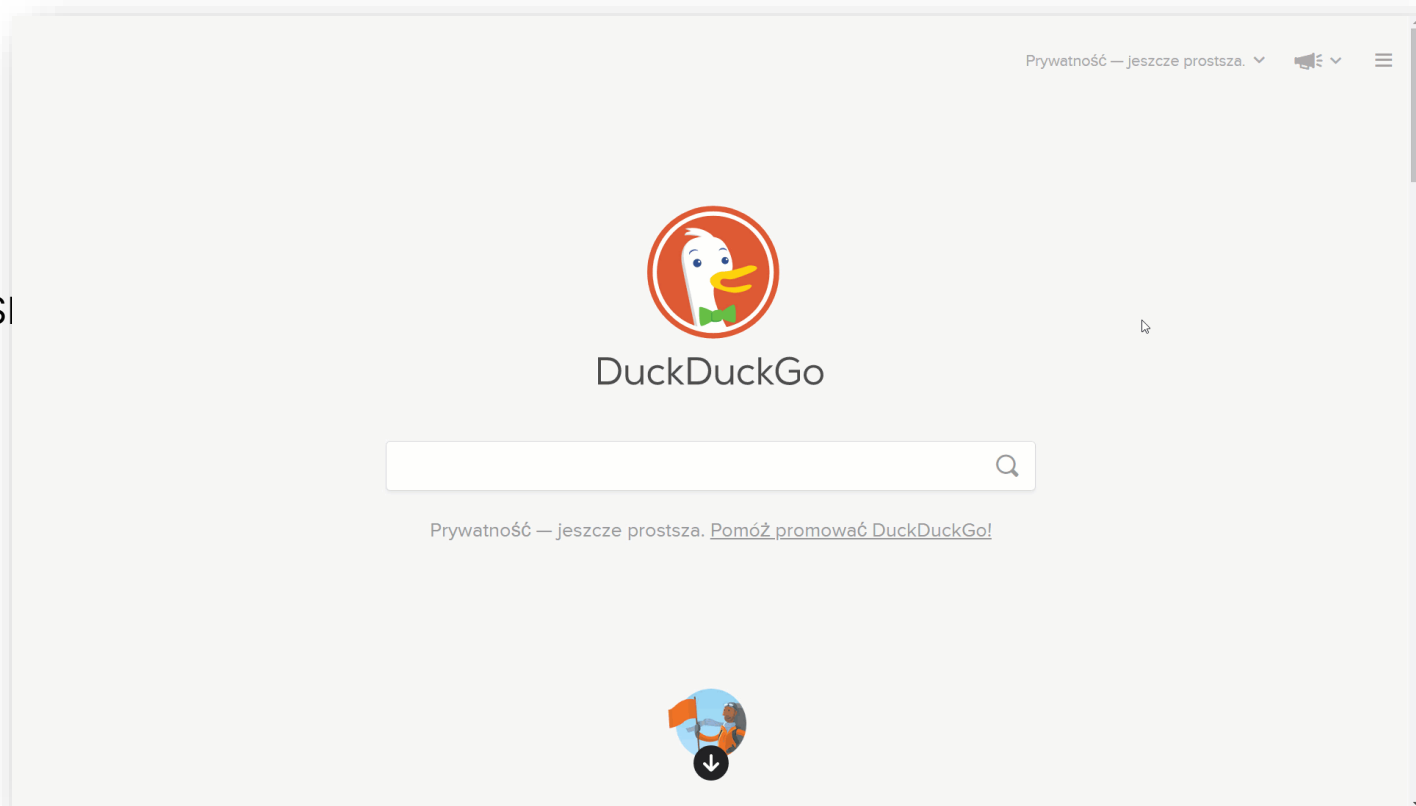 Prywatność — jeszcze prostsza.
DuckDuckGo
Prywatność — jeszcze prostsza. Pomóż promować DuckDuckGo!